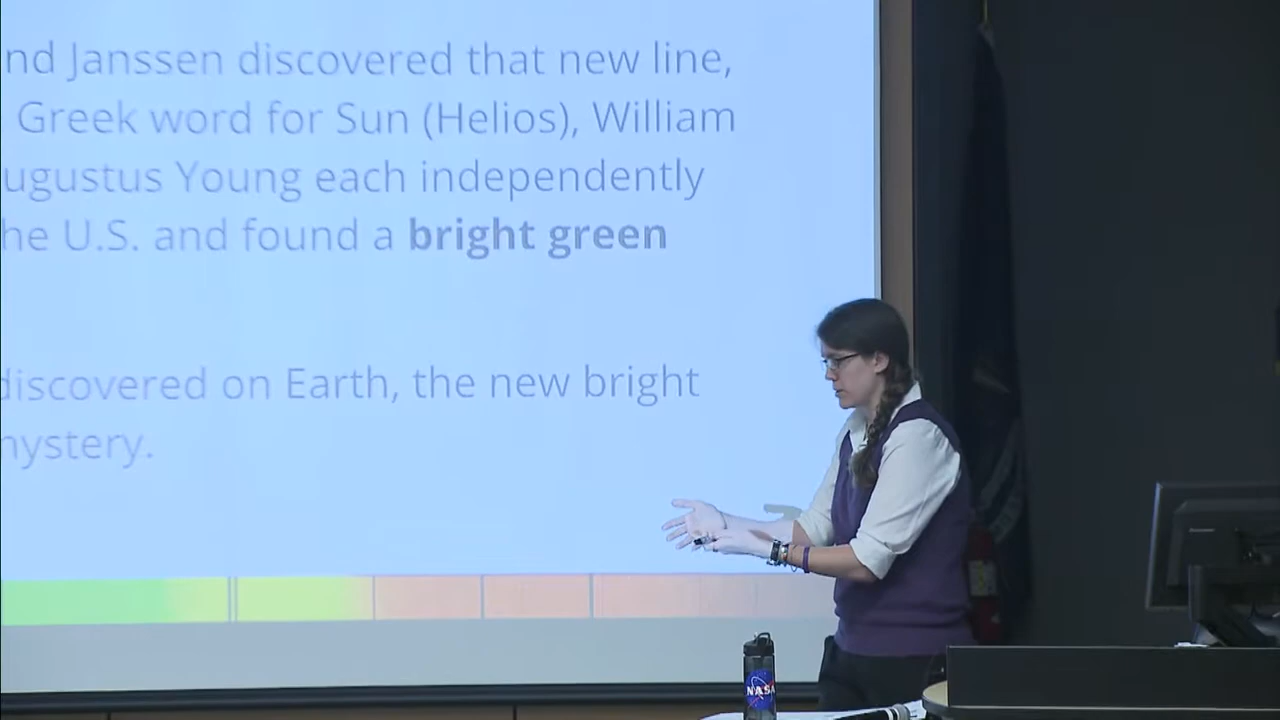 nd Janssen discovered that new line,
Greek word for Sun (Helios), William
ugustus Young each independently
he U.S. and found a bright green
discovered on Earth, the new bright
mystery.
NASA